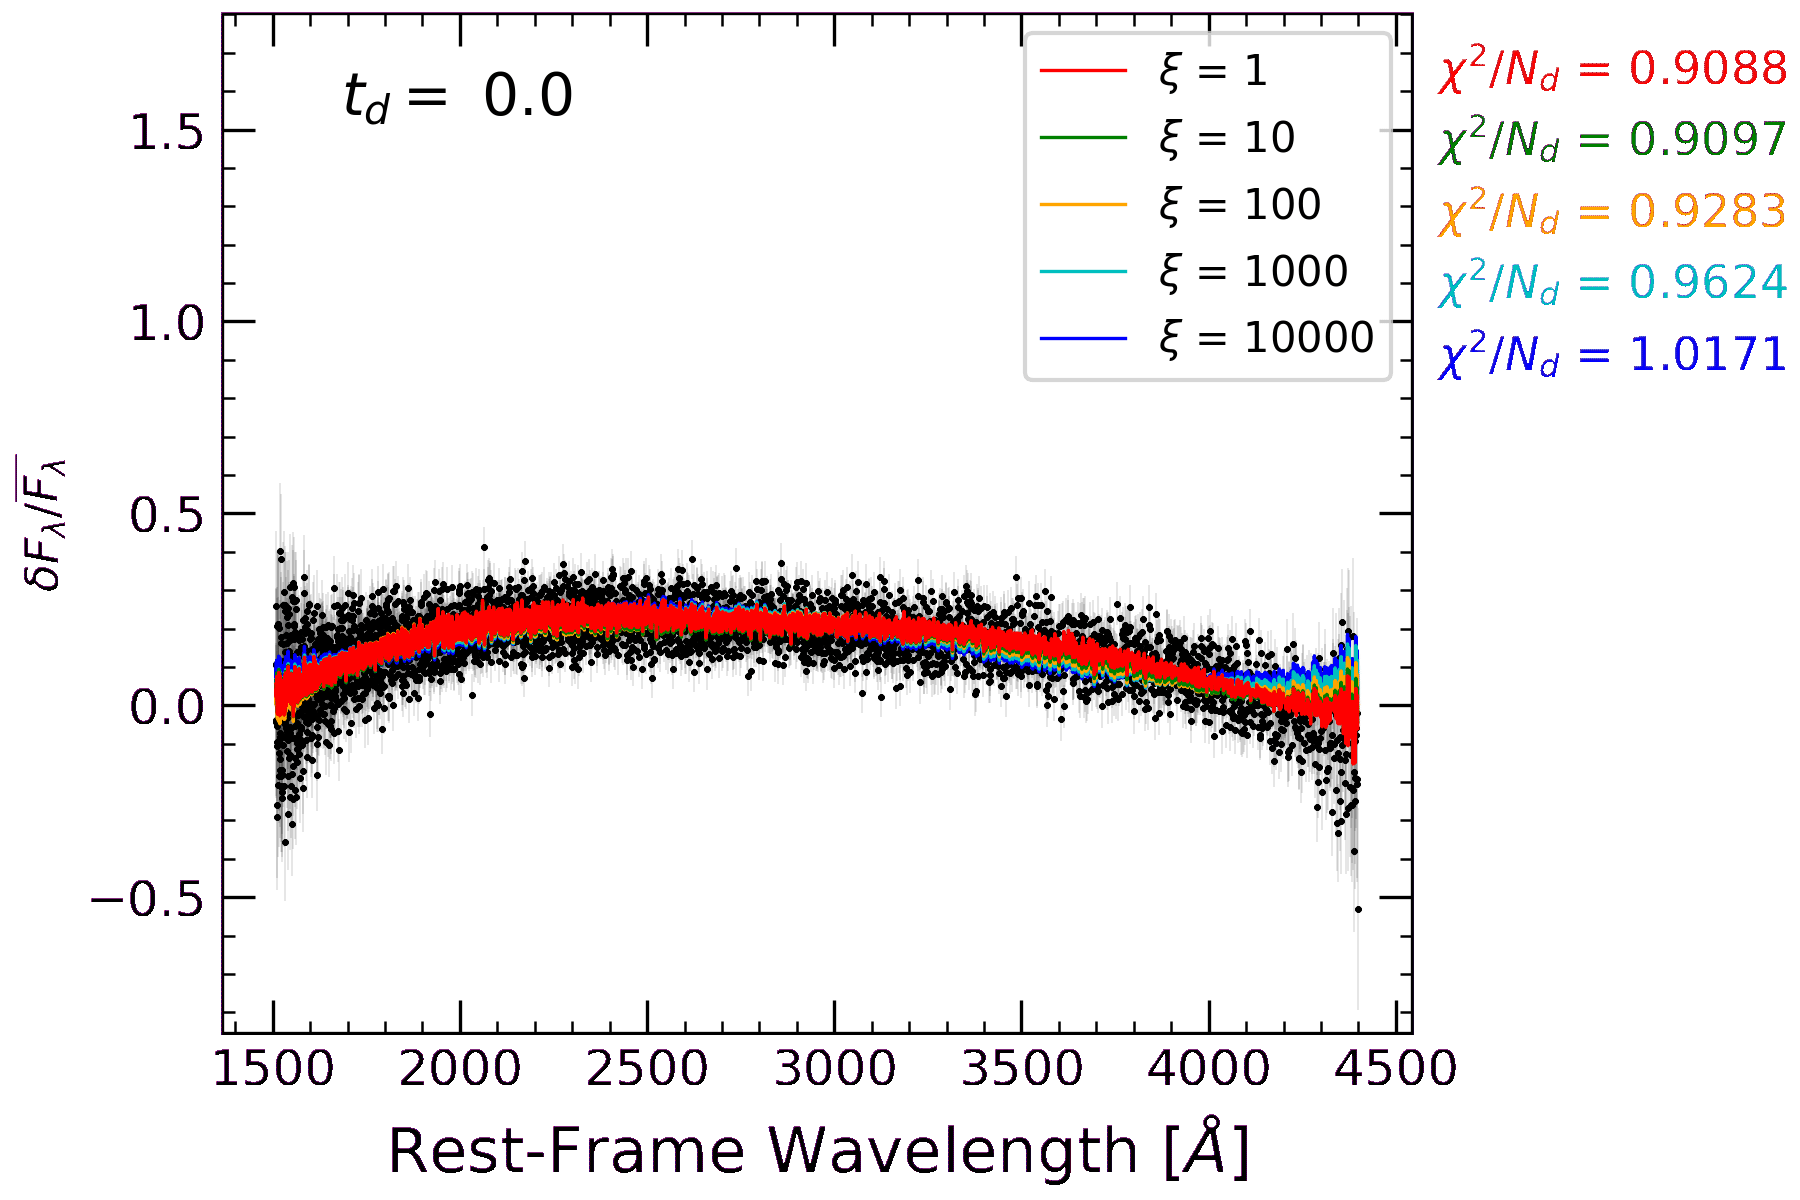 t_d = 0.0
ξ = 1
ξ = 10
ξ = 100
ξ = 1000
ξ = 10000
χ²/N_d = 0.9088
χ²/N_d = 0.9097
χ²/N_d = 0.9283
χ²/N_d = 0.9624
χ²/N_d = 1.0171
δF_λ/\overline{F_λ}
1.5
1.0
0.5
0.0
−0.5
1500 2000 2500 3000 3500 4000 4500
Rest-Frame Wavelength [Å]